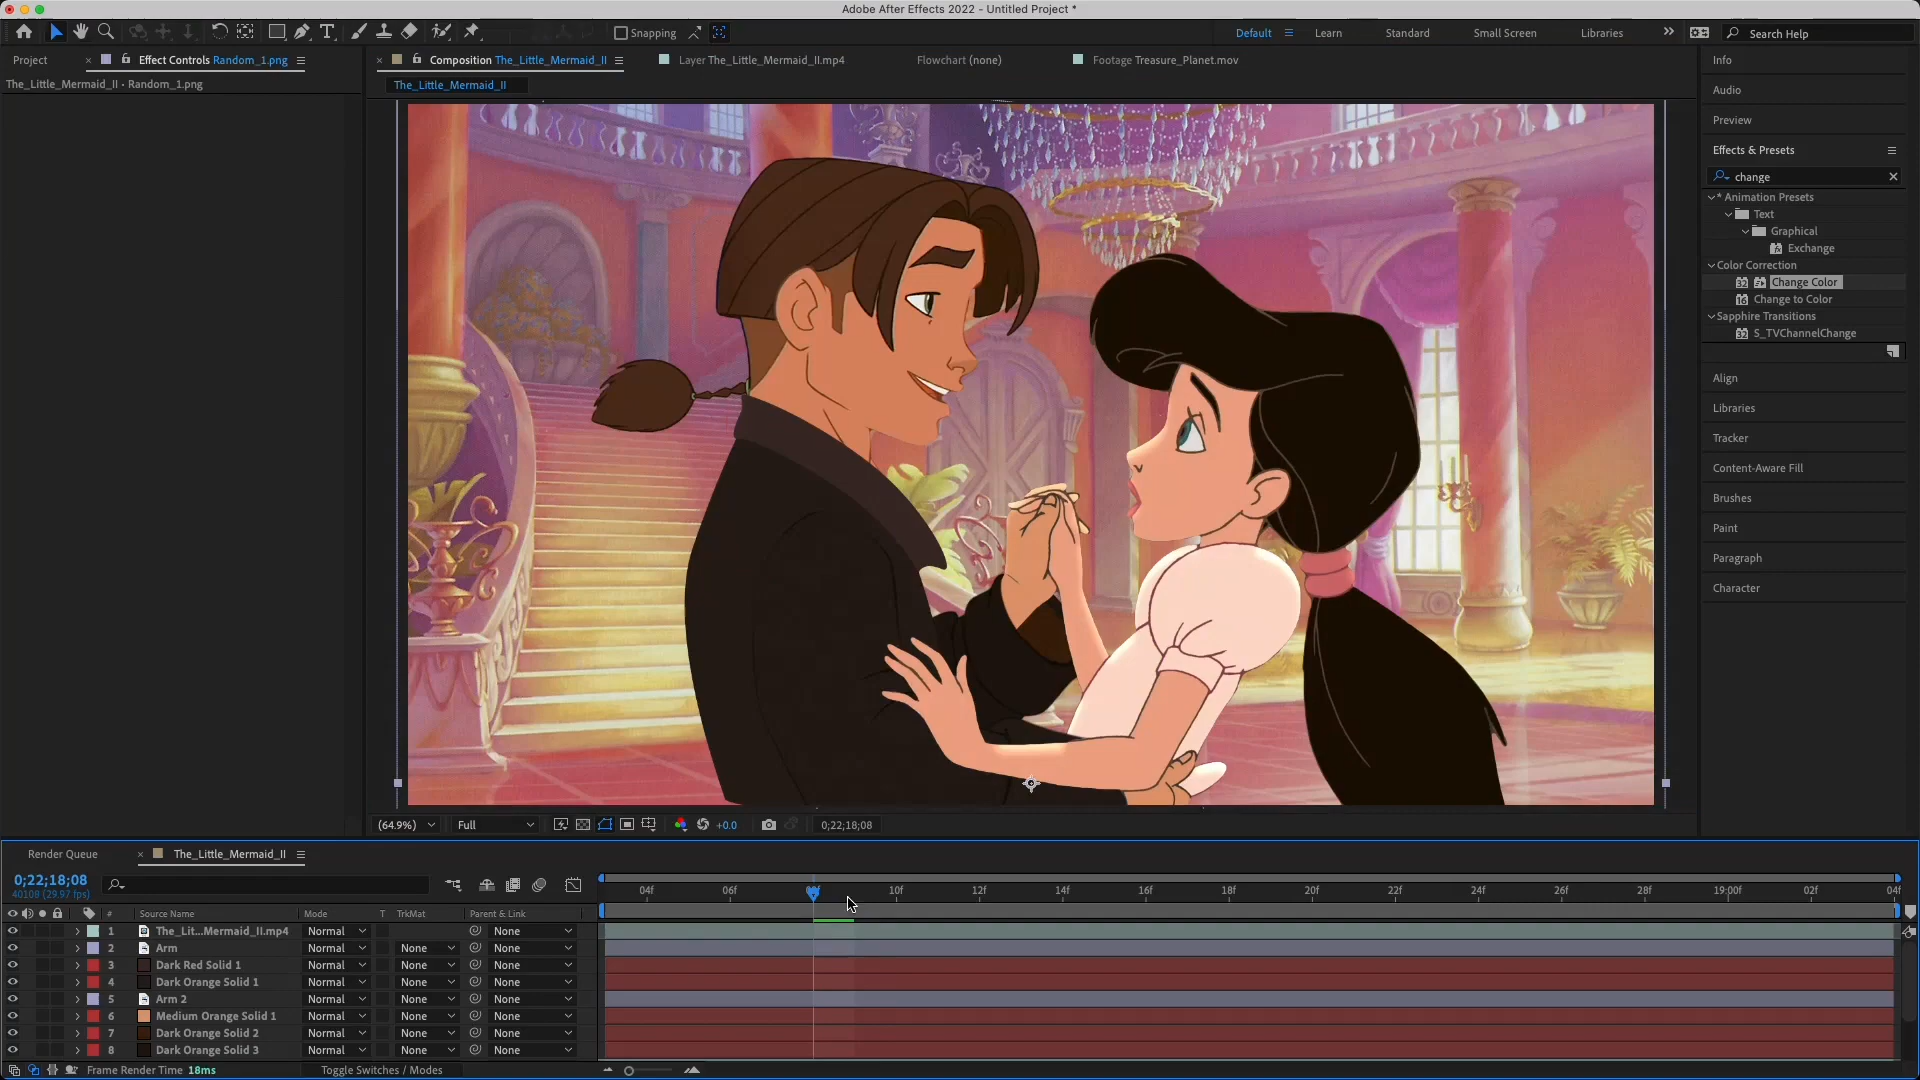 Adobe After Effects 2022 - Untitled Project *
Snapping
Default
Learn
Standard
Small Screen
Libraries
Search Help
Project
Effect Controls Random_1.png
Composition The_Little_Mermaid_II
Layer The_Little_Mermaid_II.mp4
Flowchart (none)
Footage Treasure_Planet.mov
Info
The_Little_Mermaid_II • Random_1.png
The_Little_Mermaid_II
Audio
Preview
Effects & Presets
change
* Animation Presets
Text
Graphical
Exchange
Color Correction
32 Change Color
16 Change to Color
Sapphire Transitions
32 S_TVChannelChange
Align
Libraries
Tracker
Content-Aware Fill
Brushes
Paint
Paragraph
Character
(64.9%)
Full
+0.0
0;22;18;08
Render Queue
The_Little_Mermaid_II
0;22;18;08
40109 (29.97 fps)
04f 06f 10f 12f 14f 16f 18f 20f 22f 24f 26f 28f 19:00f 02f 04f
# Source Name Mode T TrkMat Parent & Link
1 The_Lit...Mermaid_II.mp4 Normal None
2 Arm Normal None None
3 Dark Red Solid 1 Normal None None
4 Dark Orange Solid 1 Normal None None
5 Arm 2 Normal None None
6 Medium Orange Solid 1 Normal None None
7 Dark Orange Solid 2 Normal None None
8 Dark Orange Solid 3 Normal None None
Frame Render Time 18ms
Toggle Switches / Modes